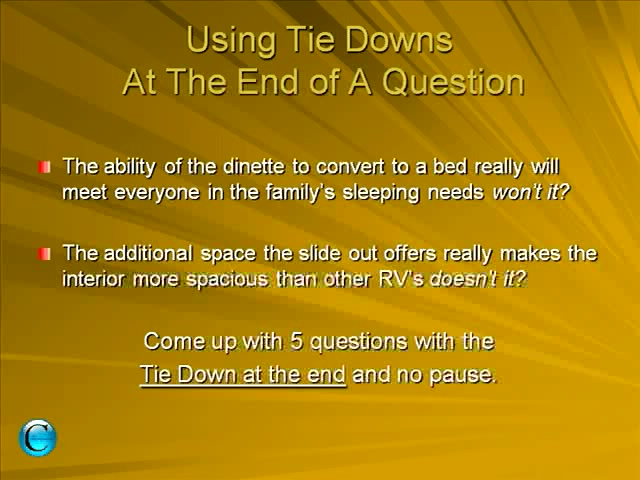 Using Tie Downs
At The End of A Question
The ability of the dinette to convert to a bed really will
meet everyone in the family's sleeping needs won't it?
The additional space the slide out offers really makes the
interior more spacious than other RV's doesn't it?
Come up with 5 questions with the
Tie Down at the end and no pause.
C